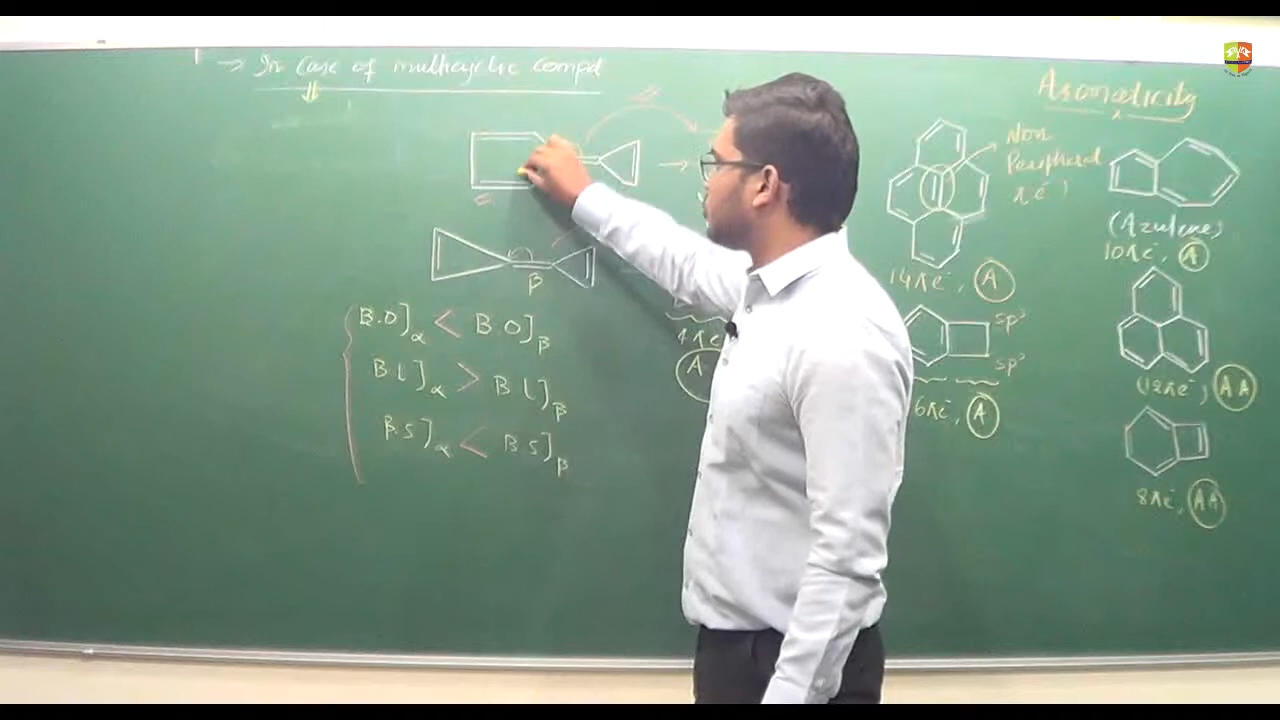 → In case of multicyclic compd
Aromaticity
Non
Peripheral
πe⁻
(Azulene)
10πe⁻, A
14πe⁻, A
β
B.O]α < B.O]β
B.L]α > B.L]β
B.S]α < B.S]β
4πe⁻
A
sp³
sp³
6πe⁻, A
(12πe⁻) AA
8πe⁻, AA